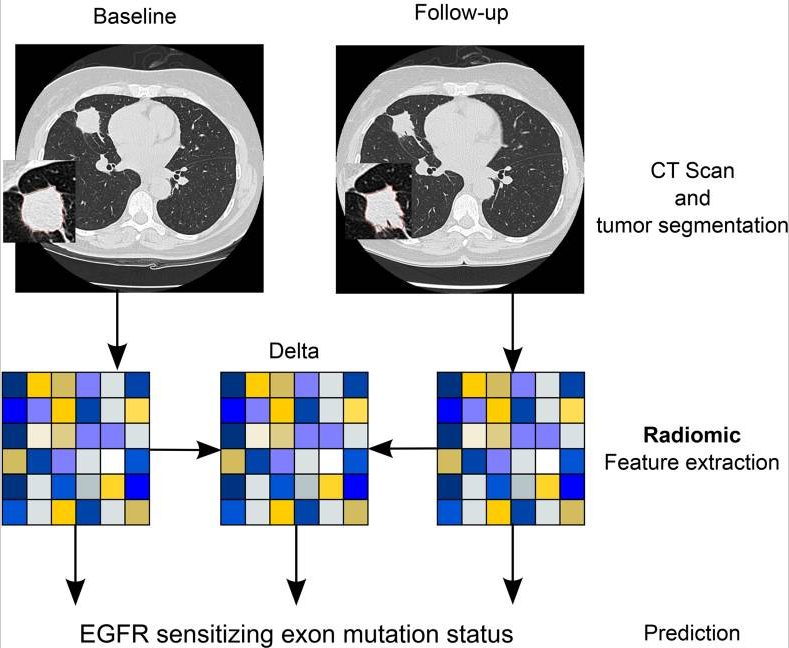 Baseline
Follow-up
CT Scan
and
tumor segmentation
Delta
Radiomic
Feature extraction
EGFR sensitizing exon mutation status
Prediction